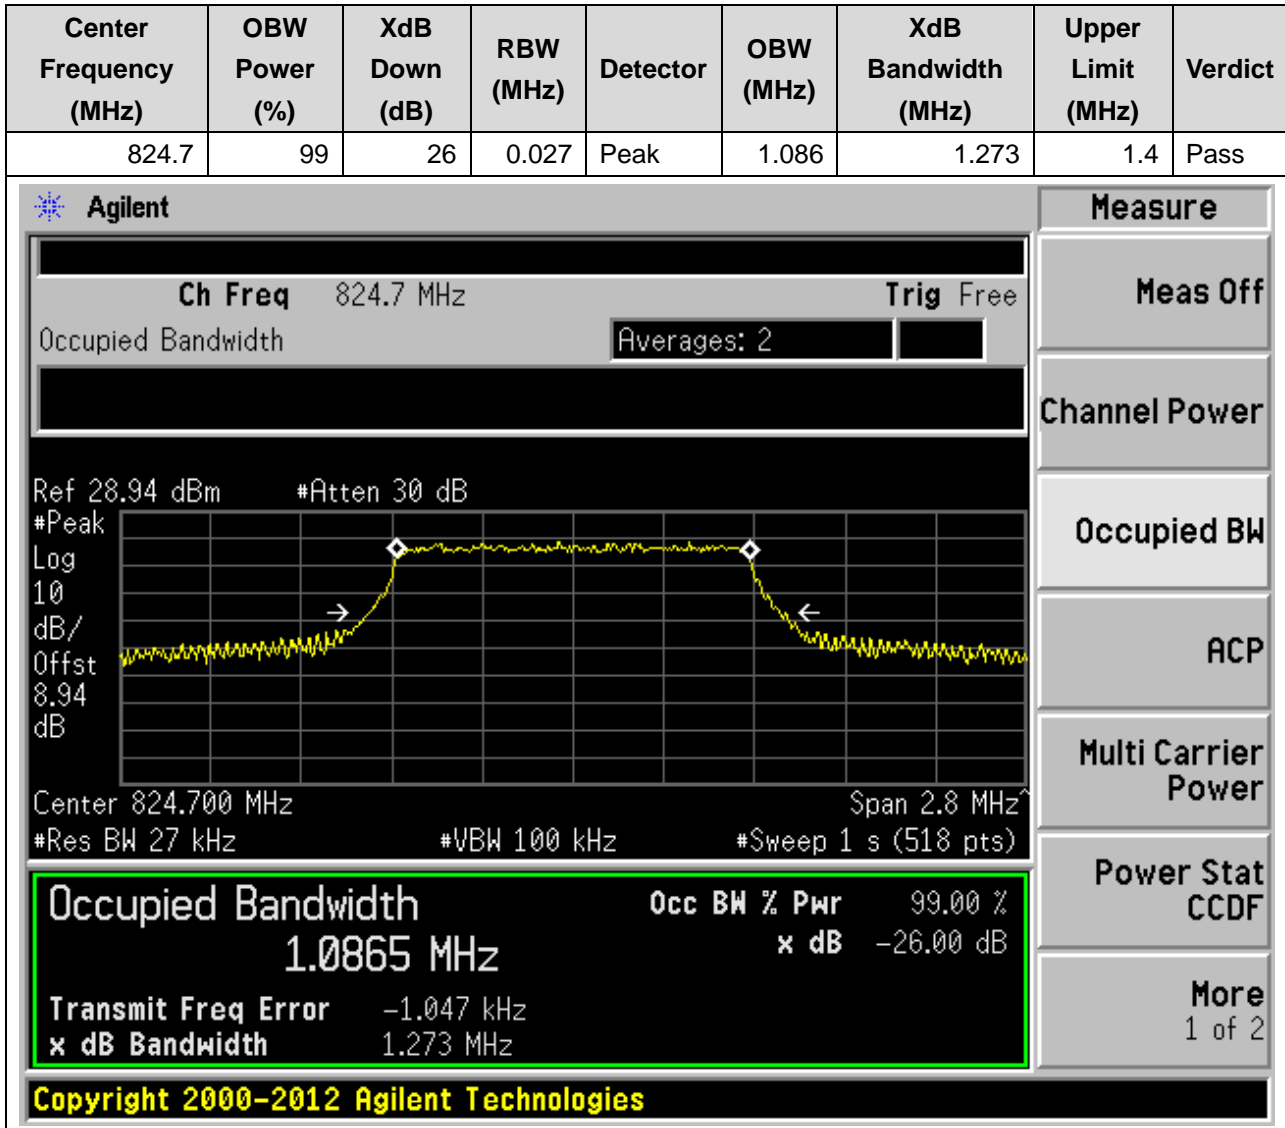 Center Frequency (MHz) OBW Power (%) XdB Down (dB) RBW (MHz) Detector OBW (MHz) XdB Bandwidth (MHz) Upper Limit (MHz) Verdict
824.7 99 26 0.027 Peak 1.086 1.273 1.4 Pass
Agilent
Measure
Ch Freq 824.7 MHz Trig Free
Occupied Bandwidth Averages: 2
Meas Off
Channel Power
Occupied BW
ACP
Multi Carrier
Power
Power Stat
CCDF
More
1 of 2
Ref 28.94 dBm #Atten 30 dB
#Peak
Log
10
dB/
Offst
8.94
dB
Center 824.700 MHz Span 2.8 MHz^
#Res BW 27 kHz #VBW 100 kHz #Sweep 1 s (518 pts)
Occupied Bandwidth Occ BW % Pwr 99.00 %
1.0865 MHz x dB -26.00 dB
Transmit Freq Error -1.047 kHz
x dB Bandwidth 1.273 MHz
Copyright 2000-2012 Agilent Technologies